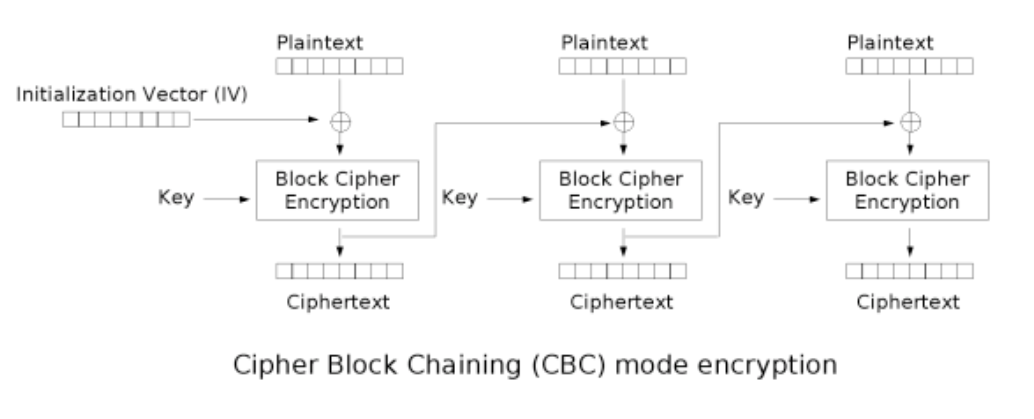 Plaintext
Plaintext
Plaintext
Initialization Vector (IV)
Key
Block Cipher
Encryption
Key
Block Cipher
Encryption
Key
Block Cipher
Encryption
Ciphertext
Ciphertext
Ciphertext
Cipher Block Chaining (CBC) mode encryption